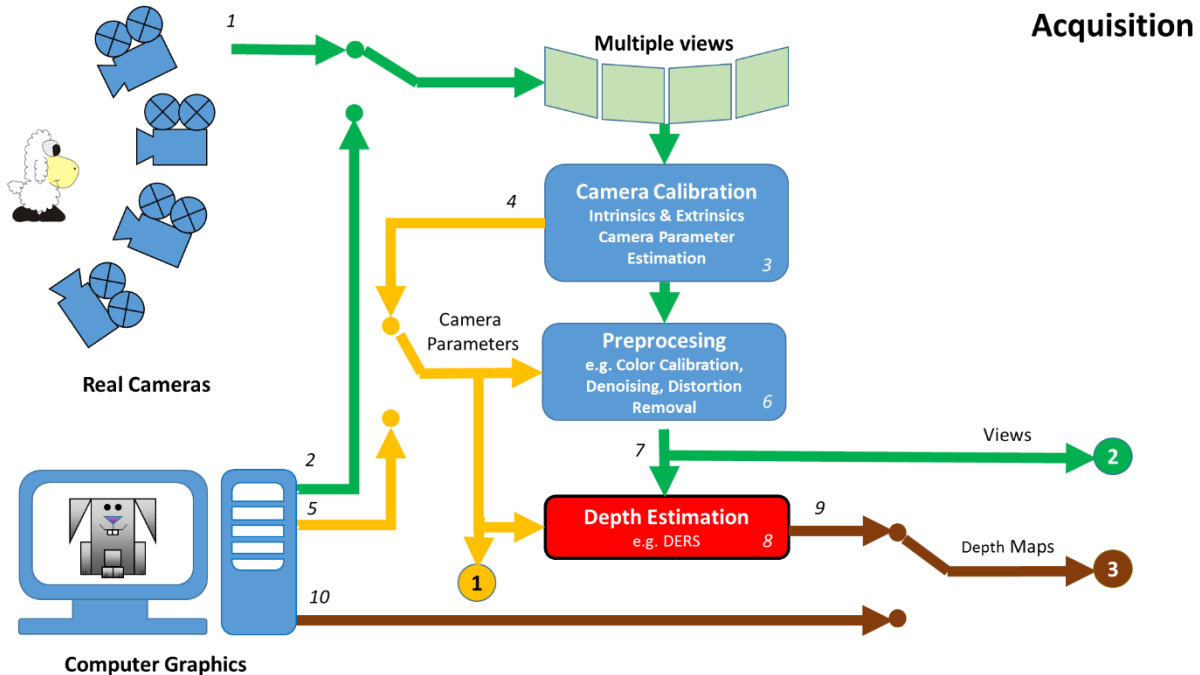 Acquisition
1
Multiple views
Camera Calibration
Intrinsics & Extrinsics
Camera Parameter
Estimation
3
4
Camera
Parameters
Preprocesing
e.g. Color Calibration,
Denoising, Distortion
Removal
6
Real Cameras
2
5
7
Views
2
Depth Estimation
e.g. DERS
8
9
Depth Maps
3
1
10
Computer Graphics